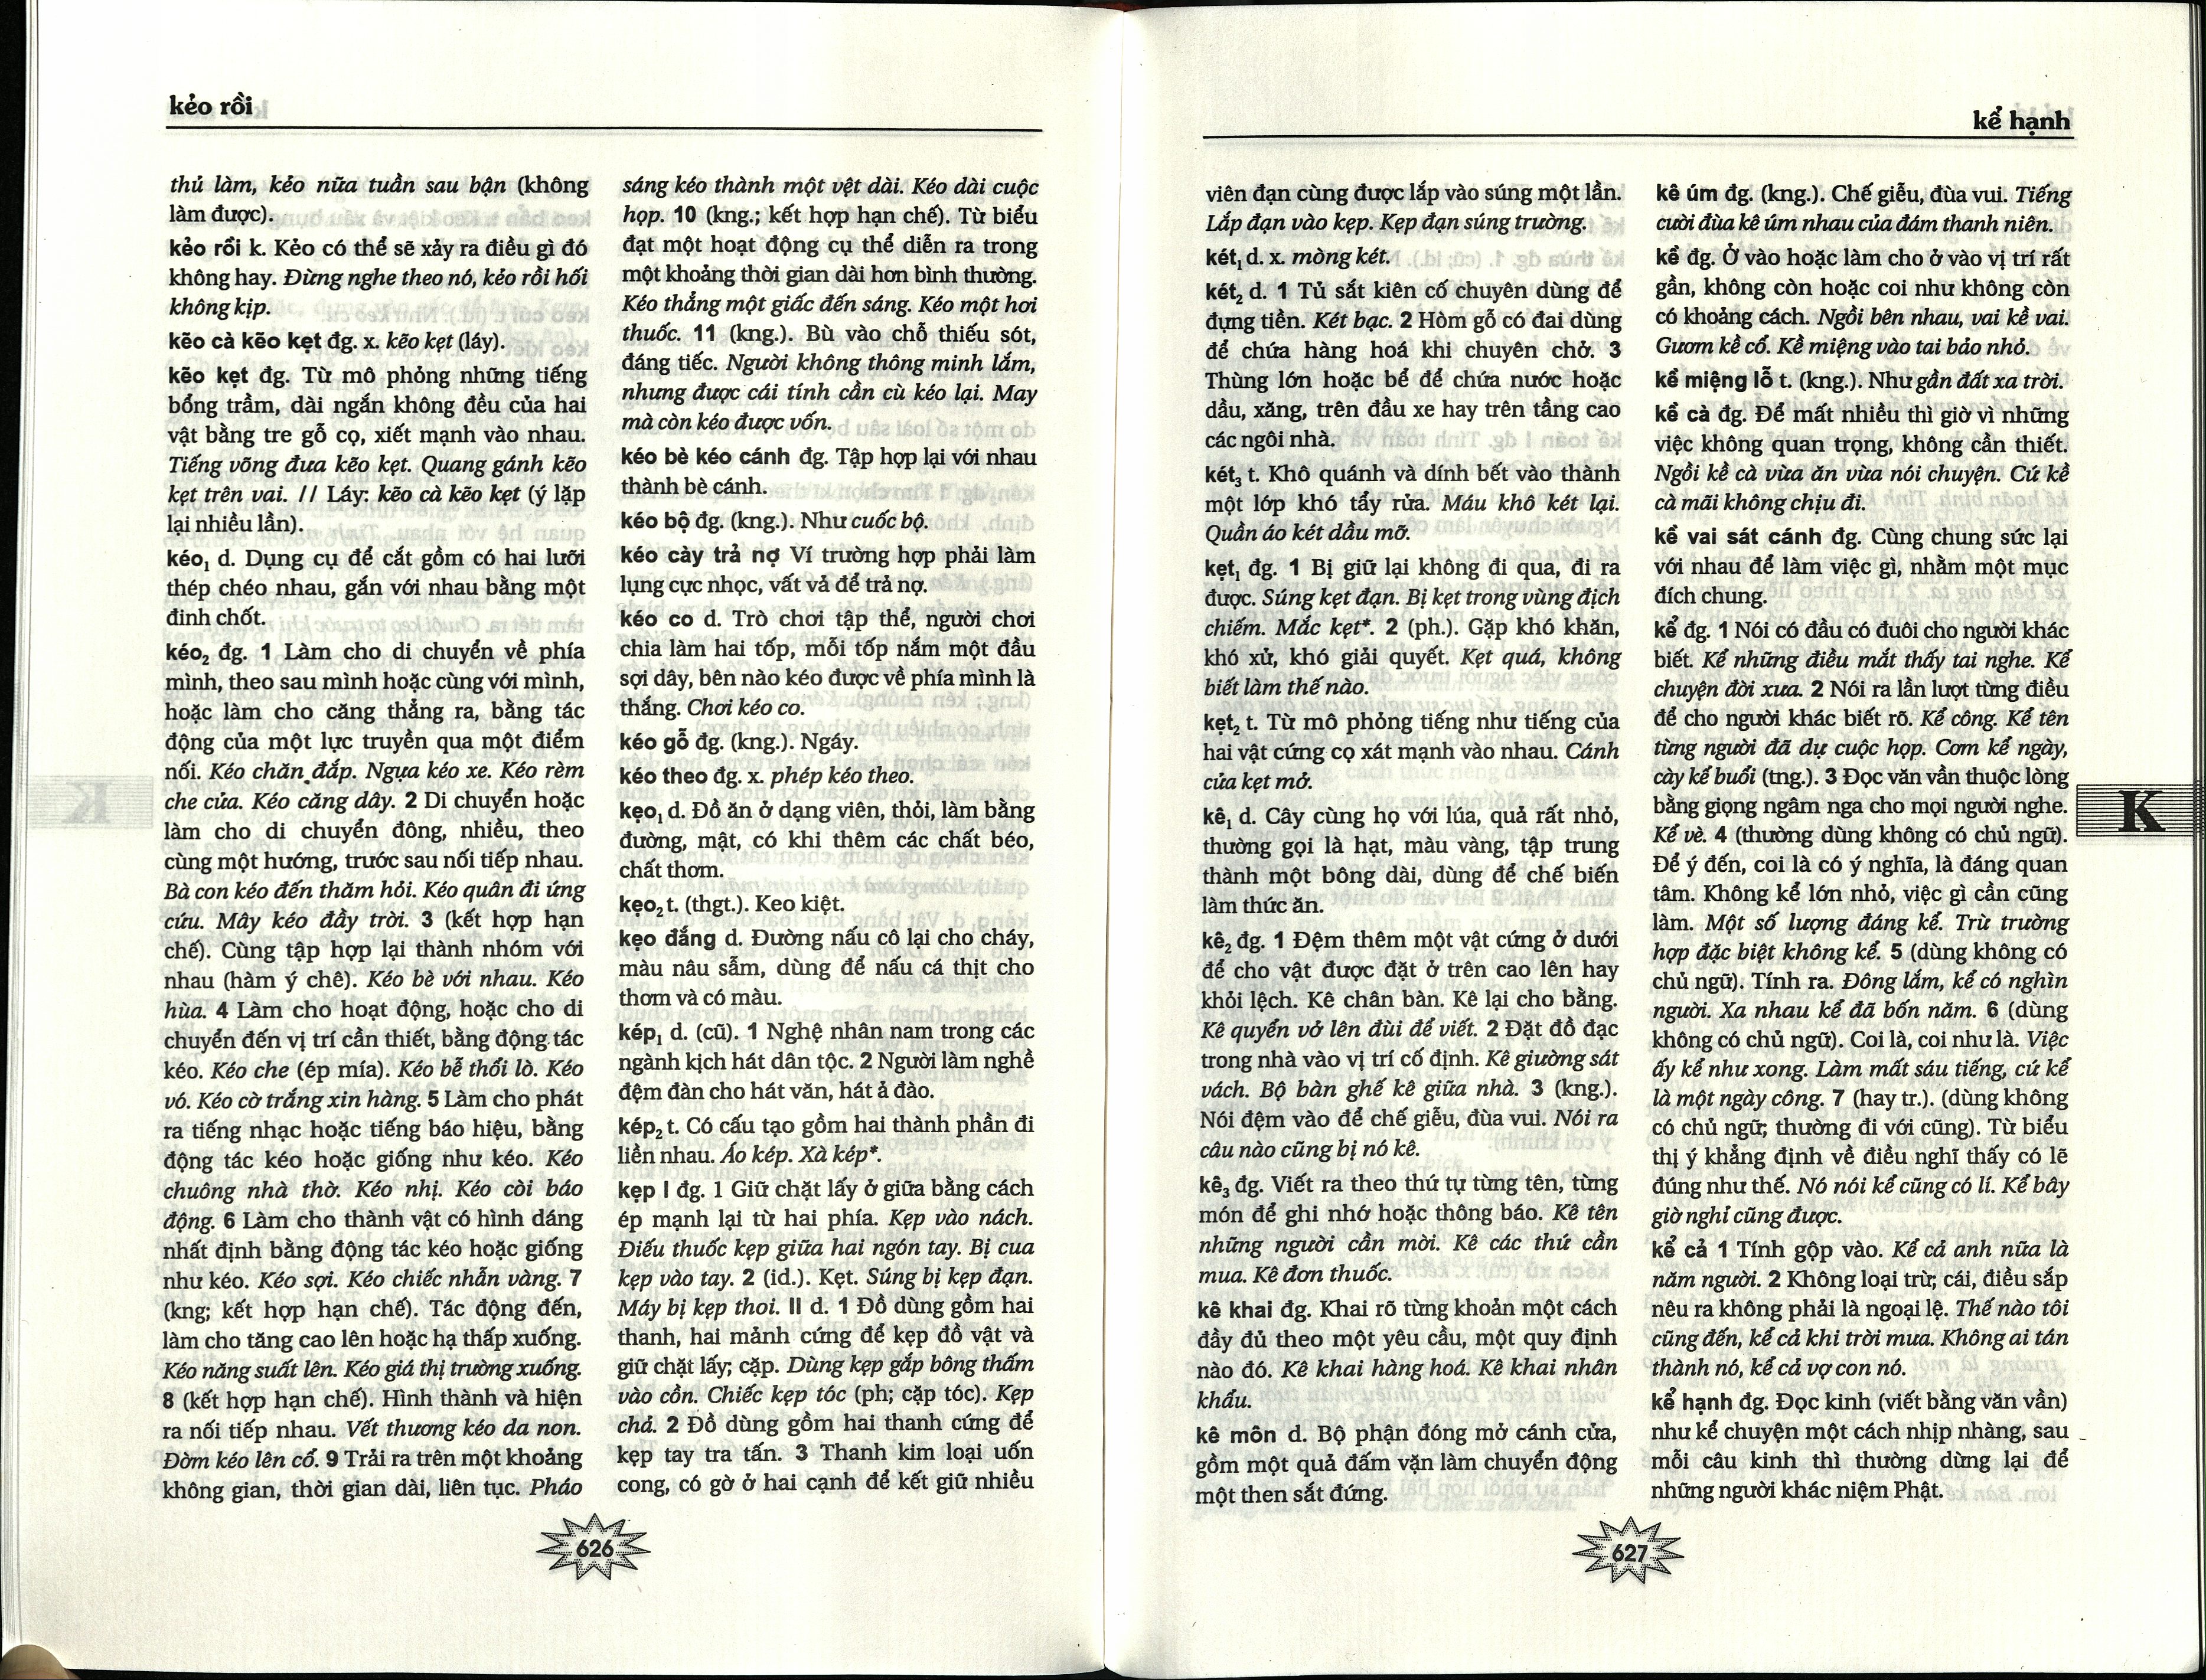 kẻo rồi
thủ làm, kẻo nữa tuần sau bận (không
làm được).
kẻo rồi k. Kẻo có thể sẽ xảy ra điều gì đó
không hay. Đừng nghe theo nó, kẻo rồi hối
không kịp.
kẽo cà kẽo kẹt đg. x. kẽo kẹt (láy).
kẽo kẹt đg. Từ mô phỏng những tiếng
bổng trầm, dài ngắn không đều của hai
vật bằng tre gỗ cọ, xiết mạnh vào nhau.
Tiếng võng đưa kẽo kẹt. Quang gánh kẽo
kẹt trên vai. // Láy: kẽo cà kẽo kẹt (ý lặp
lại nhiều lần).
kéo₁ d. Dụng cụ để cắt gồm có hai lưỡi
thép chéo nhau, gắn với nhau bằng một
đinh chốt.
kéo₂ đg. 1 Làm cho di chuyển về phía
mình, theo sau mình hoặc cùng với mình,
hoặc làm cho căng thẳng ra, bằng tác
động của một lực truyền qua một điểm
nối. Kéo chăn đắp. Ngựa kéo xe. Kéo rèm
che cửa. Kéo căng dây. 2 Di chuyển hoặc
làm cho di chuyển đông, nhiều, theo
cùng một hướng, trước sau nối tiếp nhau.
Bà con kéo đến thăm hỏi. Kéo quân đi ứng
cứu. Mây kéo đầy trời. 3 (kết hợp hạn
chế). Cùng tập hợp lại thành nhóm với
nhau (hàm ý chê). Kéo bè với nhau. Kéo
hùa. 4 Làm cho hoạt động, hoặc cho di
chuyển đến vị trí cần thiết, bằng động tác
kéo. Kéo che (ép mía). Kéo bễ thổi lò. Kéo
vó. Kéo cờ trắng xin hàng. 5 Làm cho phát
ra tiếng nhạc hoặc tiếng báo hiệu, bằng
động tác kéo hoặc giống như kéo. Kéo
chuông nhà thờ. Kéo nhị. Kéo còi báo
động. 6 Làm cho thành vật có hình dáng
nhất định bằng động tác kéo hoặc giống
như kéo. Kéo sợi. Kéo chiếc nhẫn vàng. 7
(kng; kết hợp hạn chế). Tác động đến,
làm cho tăng cao lên hoặc hạ thấp xuống.
Kéo năng suất lên. Kéo giá thị trường xuống.
8 (kết hợp hạn chế). Hình thành và hiện
ra nối tiếp nhau. Vết thương kéo da non.
Đờm kéo lên cổ. 9 Trải ra trên một khoảng
không gian, thời gian dài, liên tục. Pháo
sáng kéo thành một vệt dài. Kéo dài cuộc
họp. 10 (kng.; kết hợp hạn chế). Từ biểu
đạt một hoạt động cụ thể diễn ra trong
một khoảng thời gian dài hơn bình thường.
Kéo thẳng một giấc đến sáng. Kéo một hơi
thuốc. 11 (kng.). Bù vào chỗ thiếu sót,
đáng tiếc. Người không thông minh lắm,
nhưng được cái tính cần cù kéo lại. May
mà còn kéo được vốn.
kéo bè kéo cánh đg. Tập hợp lại với nhau
thành bè cánh.
kéo bộ đg. (kng.). Như cuốc bộ.
kéo cày trả nợ Ví trường hợp phải làm
lụng cực nhọc, vất vả để trả nợ.
kéo co d. Trò chơi tập thể, người chơi
chia làm hai tốp, mỗi tốp nắm một đầu
sợi dây, bên nào kéo được về phía mình là
thắng. Chơi kéo co.
kéo gỗ đg. (kng.). Ngáy.
kéo theo đg. x. phép kéo theo.
kẹo₁ d. Đồ ăn ở dạng viên, thỏi, làm bằng
đường, mật, có khi thêm các chất béo,
chất thơm.
kẹo₂ t. (thgt.). Keo kiệt.
kẹo đắng d. Đường nấu cô lại cho cháy,
màu nâu sẫm, dùng để nấu cá thịt cho
thơm và có màu.
kép₁ d. (cũ). 1 Nghệ nhân nam trong các
ngành kịch hát dân tộc. 2 Người làm nghề
đệm đàn cho hát văn, hát ả đào.
kép₂ t. Có cấu tạo gồm hai thành phần đi
liền nhau. Áo kép. Xà kép*.
kẹp I đg. 1 Giữ chặt lấy ở giữa bằng cách
ép mạnh lại từ hai phía. Kẹp vào nách.
Điếu thuốc kẹp giữa hai ngón tay. Bị cua
kẹp vào tay. 2 (id.). Kẹt. Súng bị kẹp đạn.
Máy bị kẹp thoi. II d. 1 Đồ dùng gồm hai
thanh, hai mảnh cứng để kẹp đồ vật và
giữ chặt lấy; cặp. Dùng kẹp gắp bông thấm
vào cồn. Chiếc kẹp tóc (ph; cặp tóc). Kẹp
chả. 2 Đồ dùng gồm hai thanh cứng để
kẹp tay tra tấn. 3 Thanh kim loại uốn
cong, có gờ ở hai cạnh để kết giữ nhiều
626
kể hạnh
viên đạn cùng được lắp vào súng một lần.
Lắp đạn vào kẹp. Kẹp đạn súng trường.
két₁ d. x. mòng két.
két₂ d. 1 Tủ sắt kiên cố chuyên dùng để
đựng tiền. Két bạc. 2 Hòm gỗ có đai dùng
để chứa hàng hoá khi chuyên chở. 3
Thùng lớn hoặc bể để chứa nước hoặc
dầu, xăng, trên đầu xe hay trên tầng cao
các ngôi nhà.
két₃ t. Khô quánh và dính bết vào thành
một lớp khó tẩy rửa. Máu khô két lại.
Quần áo két dầu mỡ.
kẹt₁ đg. 1 Bị giữ lại không đi qua, đi ra
được. Súng kẹt đạn. Bị kẹt trong vùng địch
chiếm. Mắc kẹt*. 2 (ph.). Gặp khó khăn,
khó xử, khó giải quyết. Kẹt quá, không
biết làm thế nào.
kẹt₂ t. Từ mô phỏng tiếng như tiếng của
hai vật cứng cọ xát mạnh vào nhau. Cánh
cửa kẹt mở.
kê₁ d. Cây cùng họ với lúa, quả rất nhỏ,
thường gọi là hạt, màu vàng, tập trung
thành một bông dài, dùng để chế biến
làm thức ăn.
kê₂ đg. 1 Đệm thêm một vật cứng ở dưới
để cho vật được đặt ở trên cao lên hay
khỏi lệch. Kê chân bàn. Kê lại cho bằng.
Kê quyển vở lên đùi để viết. 2 Đặt đồ đạc
trong nhà vào vị trí cố định. Kê giường sát
vách. Bộ bàn ghế kê giữa nhà. 3 (kng.).
Nói đệm vào để chế giễu, đùa vui. Nói ra
câu nào cũng bị nó kê.
kê₃ đg. Viết ra theo thứ tự từng tên, từng
món để ghi nhớ hoặc thông báo. Kê tên
những người cần mời. Kê các thứ cần
mua. Kê đơn thuốc.
kê khai đg. Khai rõ từng khoản một cách
đầy đủ theo một yêu cầu, một quy định
nào đó. Kê khai hàng hoá. Kê khai nhân
khẩu.
kê môn d. Bộ phận đóng mở cánh cửa,
gồm một quả đấm vặn làm chuyển động
một then sắt đứng.
kê úm đg. (kng.). Chế giễu, đùa vui. Tiếng
cười đùa kê úm nhau của đám thanh niên.
kề đg. Ở vào hoặc làm cho ở vào vị trí rất
gần, không còn hoặc coi như không còn
có khoảng cách. Ngồi bên nhau, vai kề vai.
Gươm kề cổ. Kề miệng vào tai bảo nhỏ.
kề miệng lỗ t. (kng.). Như gần đất xa trời.
kề cà đg. Để mất nhiều thì giờ vì những
việc không quan trọng, không cần thiết.
Ngồi kề cà vừa ăn vừa nói chuyện. Cứ kề
cà mãi không chịu đi.
kề vai sát cánh đg. Cùng chung sức lại
với nhau để làm việc gì, nhằm một mục
đích chung.
kể đg. 1 Nói có đầu có đuôi cho người khác
biết. Kể những điều mắt thấy tai nghe. Kể
chuyện đời xưa. 2 Nói ra lần lượt từng điều
để cho người khác biết rõ. Kể công. Kể tên
từng người đã dự cuộc họp. Cơm kể ngày,
cày kể buổi (tng.). 3 Đọc văn vần thuộc lòng
bằng giọng ngâm nga cho mọi người nghe.
Kể vè. 4 (thường dùng không có chủ ngữ).
Để ý đến, coi là có ý nghĩa, là đáng quan
tâm. Không kể lớn nhỏ, việc gì cần cũng
làm. Một số lượng đáng kể. Trừ trường
hợp đặc biệt không kể. 5 (dùng không có
chủ ngữ). Tính ra. Đông lắm, kể có nghìn
người. Xa nhau kể đã bốn năm. 6 (dùng
không có chủ ngữ). Coi là, coi như là. Việc
ấy kể như xong. Làm mất sáu tiếng, cứ kể
là một ngày công. 7 (hay tr.). (dùng không
có chủ ngữ; thường đi với cũng). Từ biểu
thị ý khẳng định về điều nghĩ thấy có lẽ
đúng như thế. Nó nói kể cũng có lí. Kể bây
giờ nghỉ cũng được.
kể cả 1 Tính gộp vào. Kể cả anh nữa là
năm người. 2 Không loại trừ; cái, điều sắp
nêu ra không phải là ngoại lệ. Thế nào tôi
cũng đến, kể cả khi trời mưa. Không ai tán
thành nó, kể cả vợ con nó.
kể hạnh đg. Đọc kinh (viết bằng văn vần)
như kể chuyện một cách nhịp nhàng, sau
mỗi câu kinh thì thường dừng lại để
những người khác niệm Phật.
K
627